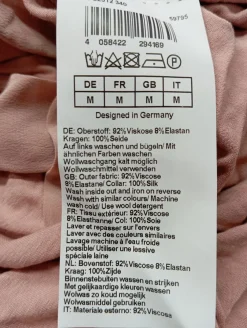 59795
4 056422 294169
DE FR GB IT
M M M M
Designed in Germany
DE: Oberstoff: 92%Viskose 8%Elastan
Kragen: 100%Seide
Auf links waschen und bügeln/ Mit
ähnlichen Farben waschen
Wollwaschgang kalt moglich
Wollwaschmittel verwenden
GB: Outer fabric: 92%Viscose
8%Elastane/ Collar: 100%Silk
Wash inside out and iron on reverse
Wash with similar colours/ Machine
wash cold/ Use wool detergent
FR: Tissu extérieur: 92%Viscose
8%Elasthanne/ Col: 100%Soie
Laver et repasser sur l'envers
Laver avec des couleurs similaires
Lavage machine à l'eau froide
possible/ Utiliser une lessive
spéciale laine
NL: Bovenstof: 92%Viscose 8%Elastan
Kraag: 100%Zijde
Binnenstebuiten wassen en strijken
Met gelijkaardige kleuren wassen
Wolwas zo koud mogelijk
Wolwasmiddel gebruiken
IT: Materiale esterno: 92%Viscosa